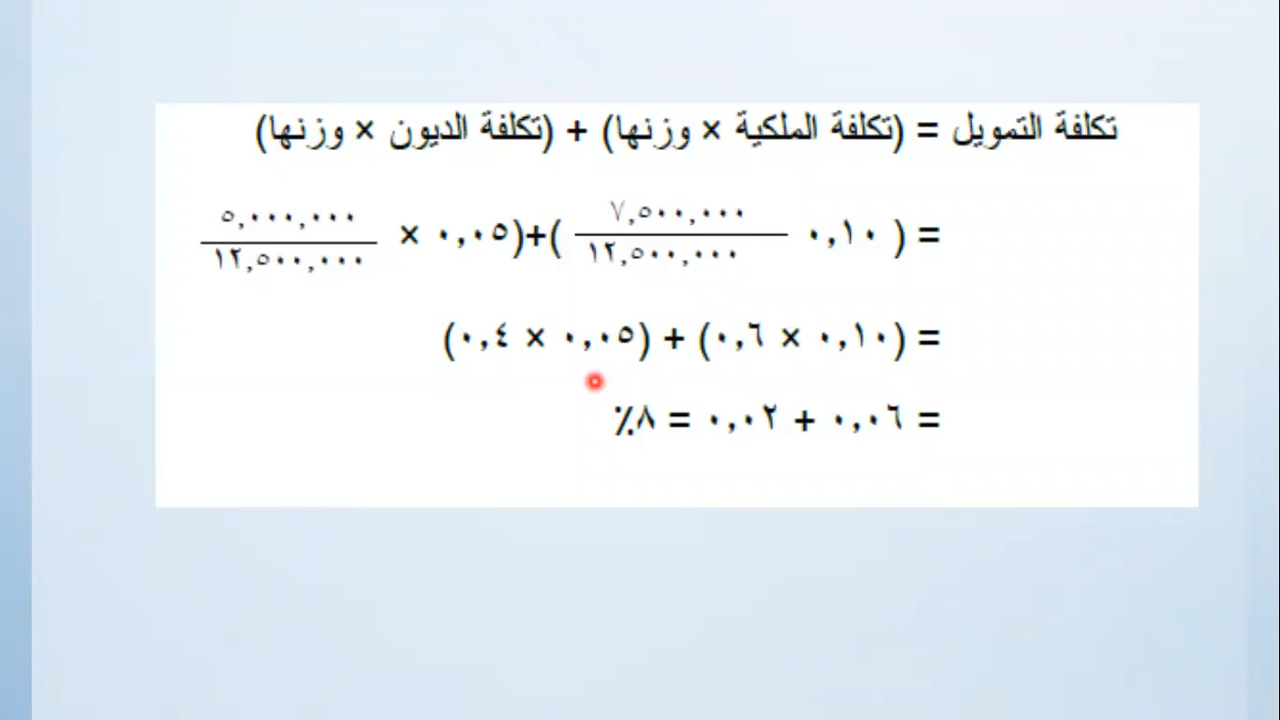 تكلفة التمويل = (تكلفة الملكية × وزنها) + (تكلفة الديون × وزنها)
= ( ٠,١٠ ٧,٥٠٠,٠٠٠ / ١٢,٥٠٠,٠٠٠ )+(٠,٠٥ × ٥,٠٠٠,٠٠٠ / ١٢,٥٠٠,٠٠٠
= (٠,١٠ × ٠,٦) + (٠,٠٥ × ٠,٤)
= ٠,٠٦ + ٠,٠٢ = ٨٪